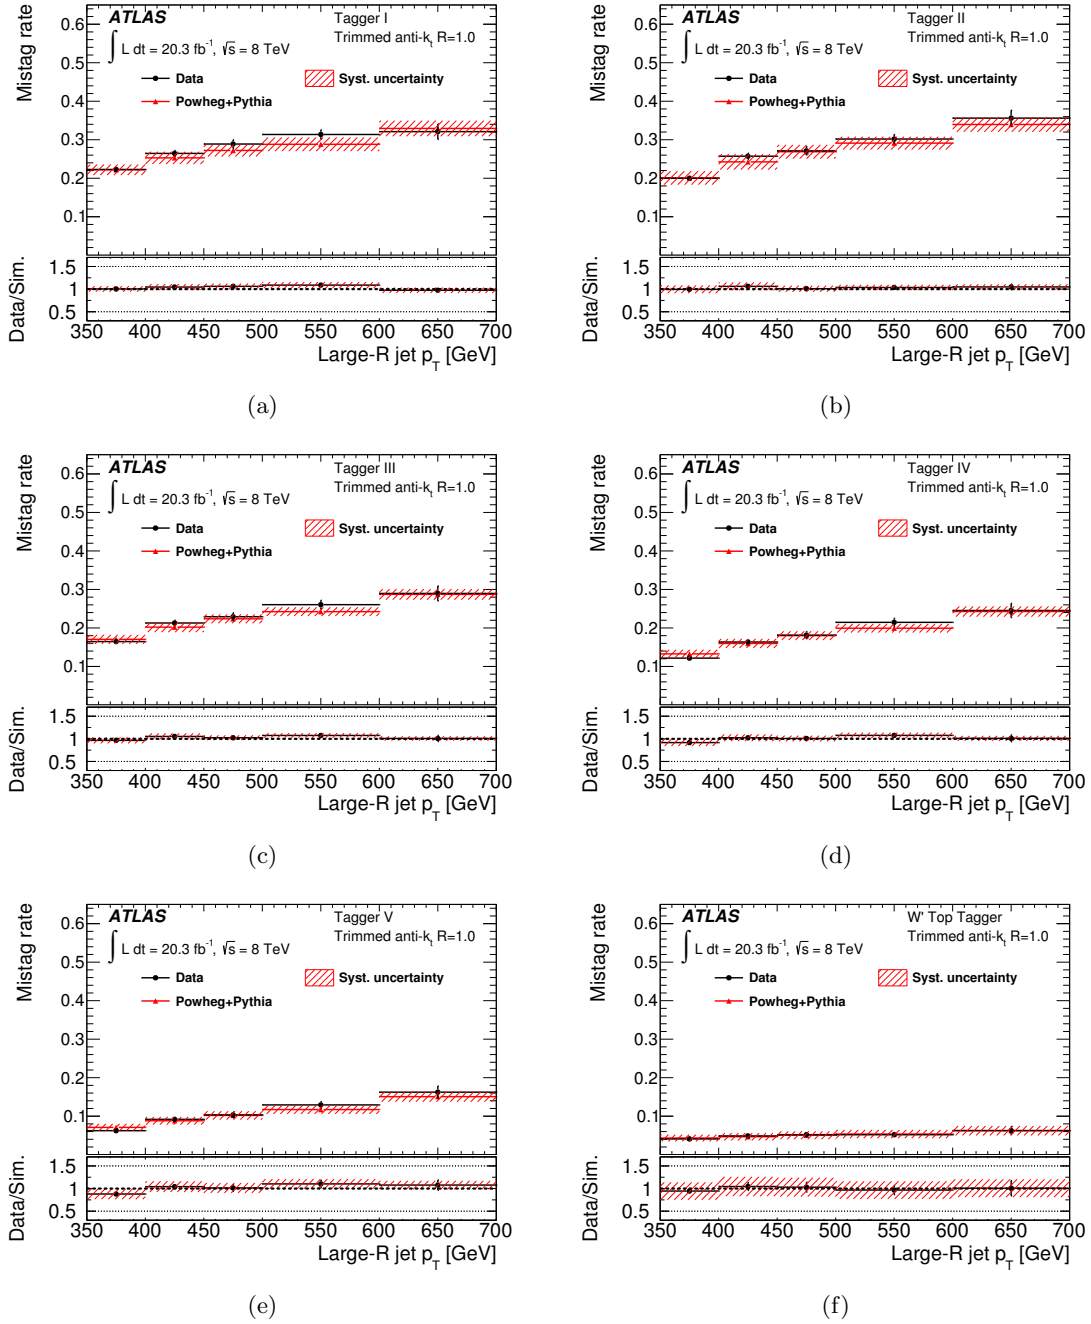 ATLAS
Tagger I
∫ L dt = 20.3 fb⁻¹, √s = 8 TeV
Trimmed anti-k_t R=1.0
Data
Syst. uncertainty
Powheg+Pythia
Mistag rate
0.6
0.5
0.4
0.3
0.2
0.1
Data/Sim.
1.5
1
0.5
350 400 450 500 550 600 650 700
Large-R jet p_T [GeV]
(a)
ATLAS
Tagger II
∫ L dt = 20.3 fb⁻¹, √s = 8 TeV
Trimmed anti-k_t R=1.0
Data
Syst. uncertainty
Powheg+Pythia
Mistag rate
0.6
0.5
0.4
0.3
0.2
0.1
Data/Sim.
1.5
1
0.5
350 400 450 500 550 600 650 700
Large-R jet p_T [GeV]
(b)
ATLAS
Tagger III
∫ L dt = 20.3 fb⁻¹, √s = 8 TeV
Trimmed anti-k_t R=1.0
Data
Syst. uncertainty
Powheg+Pythia
Mistag rate
0.6
0.5
0.4
0.3
0.2
0.1
Data/Sim.
1.5
1
0.5
350 400 450 500 550 600 650 700
Large-R jet p_T [GeV]
(c)
ATLAS
Tagger IV
∫ L dt = 20.3 fb⁻¹, √s = 8 TeV
Trimmed anti-k_t R=1.0
Data
Syst. uncertainty
Powheg+Pythia
Mistag rate
0.6
0.5
0.4
0.3
0.2
0.1
Data/Sim.
1.5
1
0.5
350 400 450 500 550 600 650 700
Large-R jet p_T [GeV]
(d)
ATLAS
Tagger V
∫ L dt = 20.3 fb⁻¹, √s = 8 TeV
Trimmed anti-k_t R=1.0
Data
Syst. uncertainty
Powheg+Pythia
Mistag rate
0.6
0.5
0.4
0.3
0.2
0.1
Data/Sim.
1.5
1
0.5
350 400 450 500 550 600 650 700
Large-R jet p_T [GeV]
(e)
ATLAS
W' Top Tagger
∫ L dt = 20.3 fb⁻¹, √s = 8 TeV
Trimmed anti-k_t R=1.0
Data
Syst. uncertainty
Powheg+Pythia
Mistag rate
0.6
0.5
0.4
0.3
0.2
0.1
Data/Sim.
1.5
1
0.5
350 400 450 500 550 600 650 700
Large-R jet p_T [GeV]
(f)